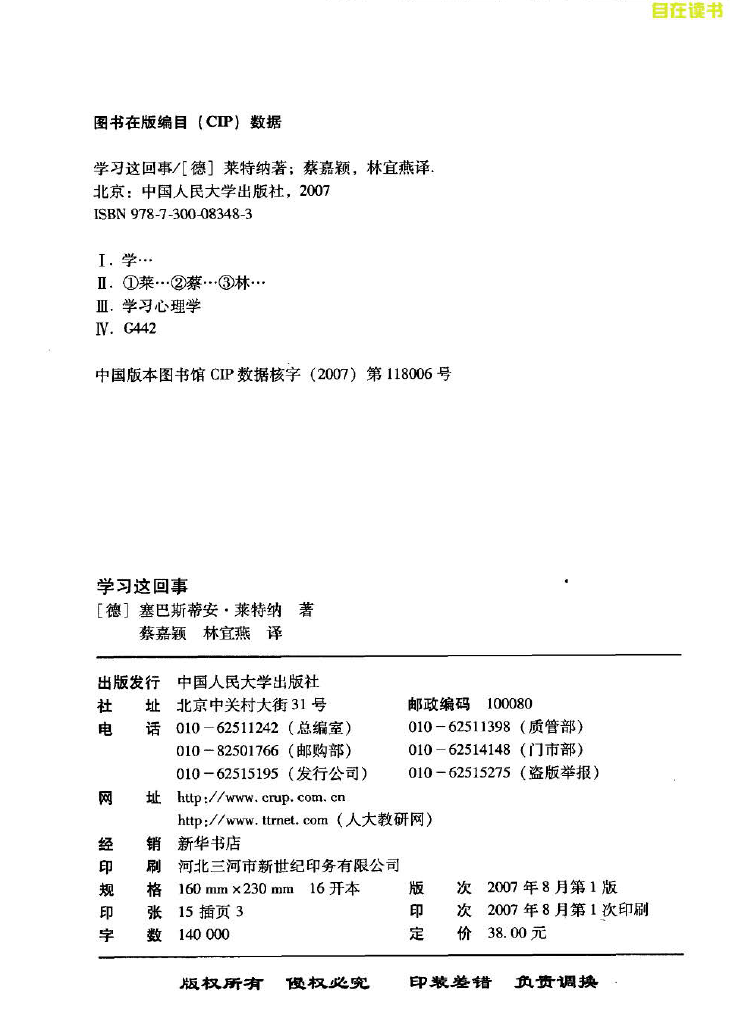 目在读书
图书在版编目（CIP）数据
学习这回事/［德］莱特纳著；蔡嘉颖，林宜燕译.
北京：中国人民大学出版社，2007
ISBN 978-7-300-08348-3
Ⅰ. 学…
Ⅱ. ①莱…②蔡…③林…
Ⅲ. 学习心理学
Ⅳ. G442
中国版本图书馆 CIP 数据核字（2007）第 118006 号
学习这回事
［德］塞巴斯蒂安·莱特纳 著
蔡嘉颖 林宜燕 译
出版发行 中国人民大学出版社
社 址 北京中关村大街 31 号 邮政编码 100080
电 话 010－62511242（总编室） 010－62511398（质管部）
010－82501766（邮购部） 010－62514148（门市部）
010－62515195（发行公司） 010－62515275（盗版举报）
网 址 http://www.crup.com.cn
http://www.ttrnet.com（人大教研网）
经 销 新华书店
印 刷 河北三河市新世纪印务有限公司
规 格 160 mm×230 mm 16 开本 版 次 2007 年 8 月第 1 版
印 张 15 插页 3 印 次 2007 年 8 月第 1 次印刷
字 数 140 000 定 价 38.00 元
版权所有 侵权必究 印装差错 负责调换